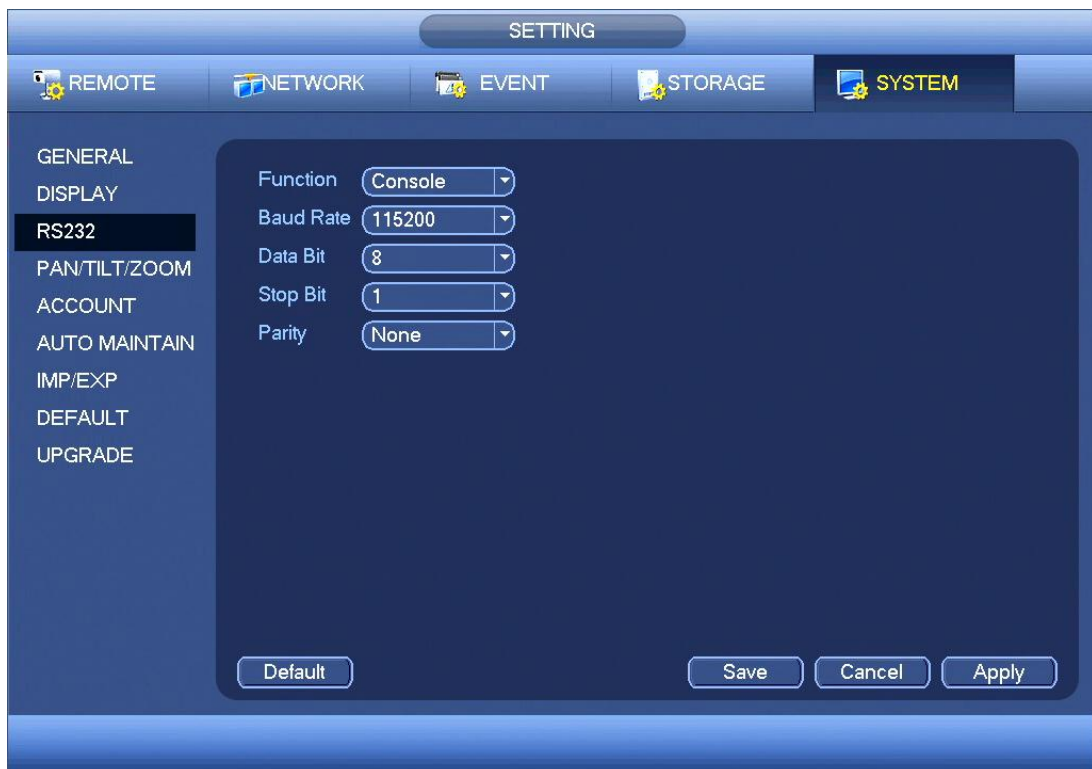 SETTING
REMOTE NETWORK EVENT STORAGE SYSTEM
GENERAL
DISPLAY
RS232
PAN/TILT/ZOOM
ACCOUNT
AUTO MAINTAIN
IMP/EXP
DEFAULT
UPGRADE
Function Console
Baud Rate 115200
Data Bit 8
Stop Bit 1
Parity None
Default Save Cancel Apply